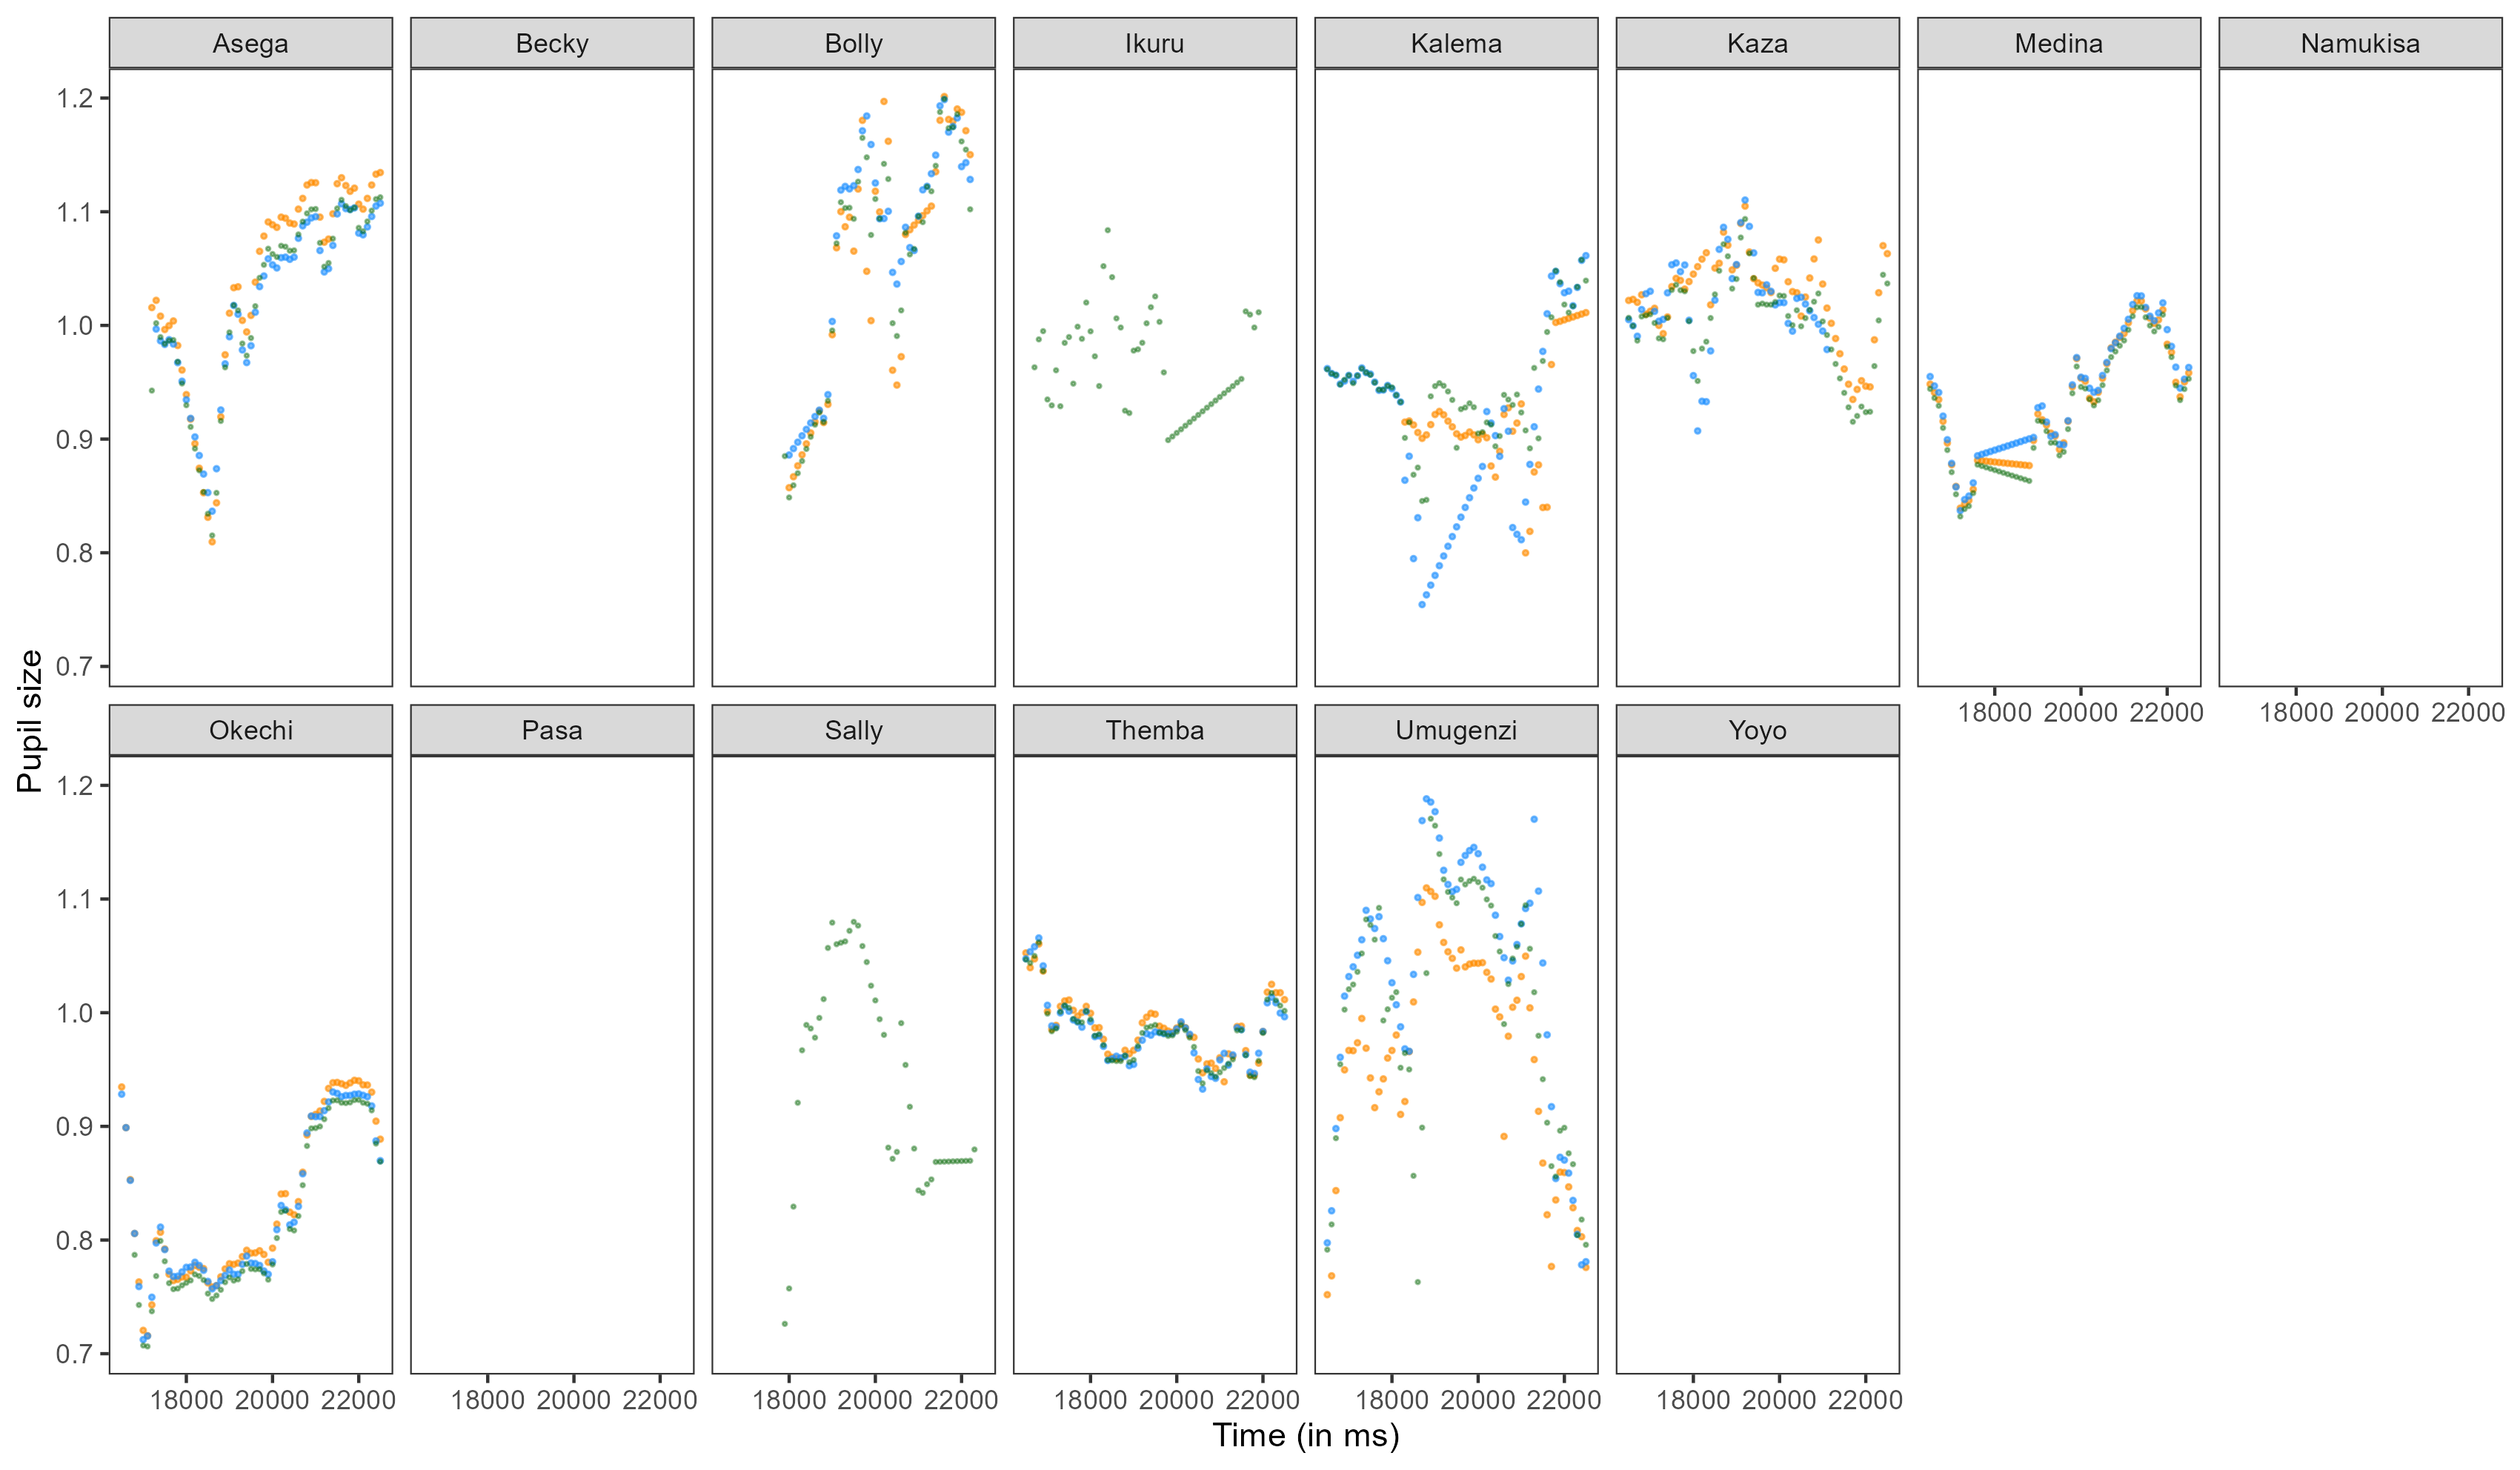 Asega Becky Bolly Ikuru Kalema Kaza Medina Namukisa
1.2
1.1
1.0
0.9
0.8
0.7
18000 20000 22000 18000 20000 22000
Okechi Pasa Sally Themba Umugenzi Yoyo
1.2
1.1
1.0
0.9
0.8
0.7
18000 20000 22000 18000 20000 22000 18000 20000 22000 18000 20000 22000 18000 20000 22000 18000 20000 22000
Time (in ms)
Pupil size